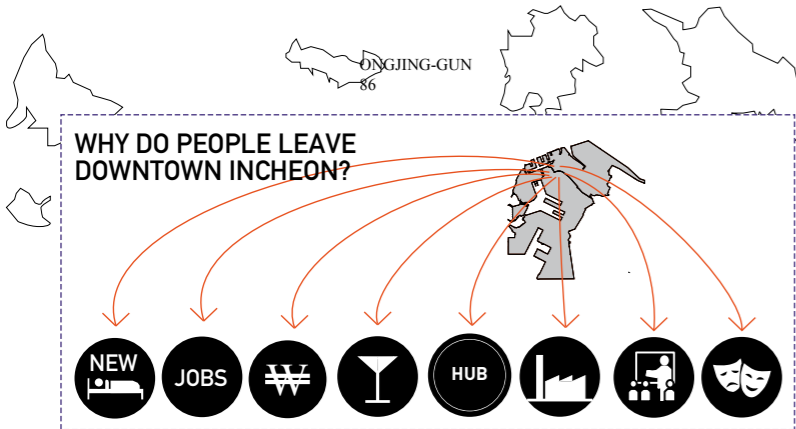 ONGJING-GUN
86
WHY DO PEOPLE LEAVE
DOWNTOWN INCHEON?
NEW
JOBS
₩
HUB